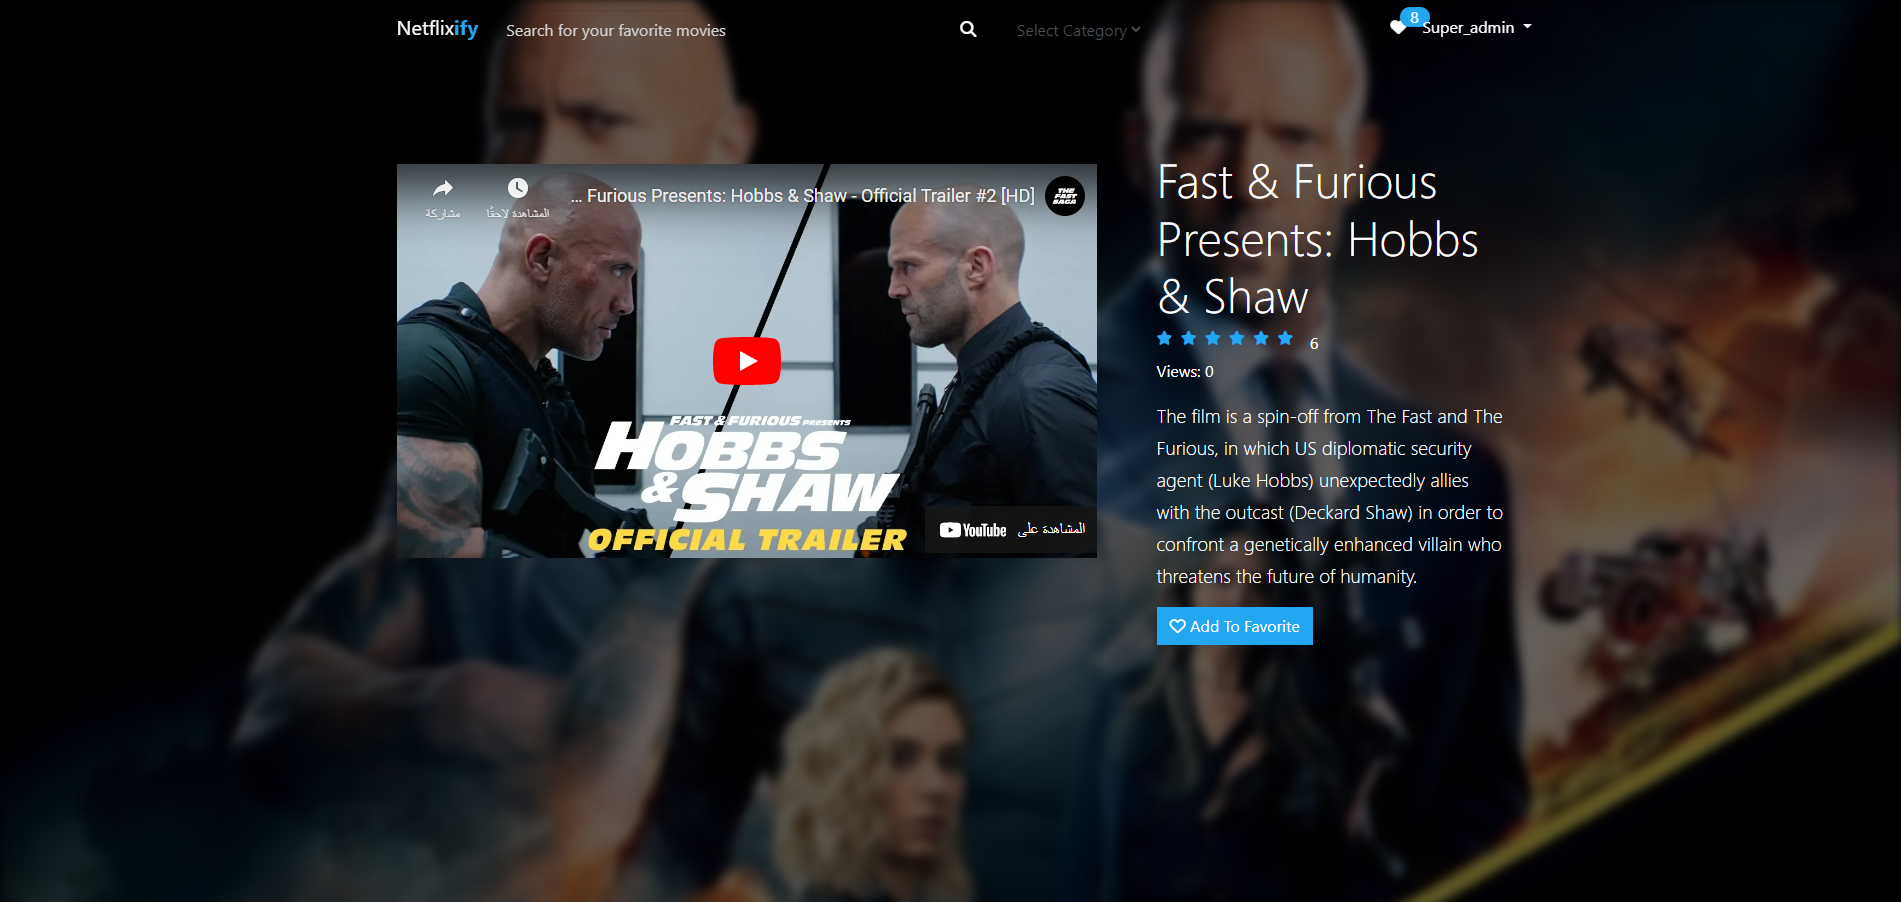 Netflixify
Search for your favorite movies
Select Category
8
Super_admin
مشاركة
المشاهدة لاحقًا
... Furious Presents: Hobbs & Shaw - Official Trailer #2 [HD]
THE FAST SAGA
FAST & FURIOUS PRESENTS
HOBBS
& SHAW
OFFICIAL TRAILER
المشاهدة على YouTube
Fast & Furious
Presents: Hobbs
& Shaw
6
Views: 0
The film is a spin-off from The Fast and The
Furious, in which US diplomatic security
agent (Luke Hobbs) unexpectedly allies
with the outcast (Deckard Shaw) in order to
confront a genetically enhanced villain who
threatens the future of humanity.
Add To Favorite